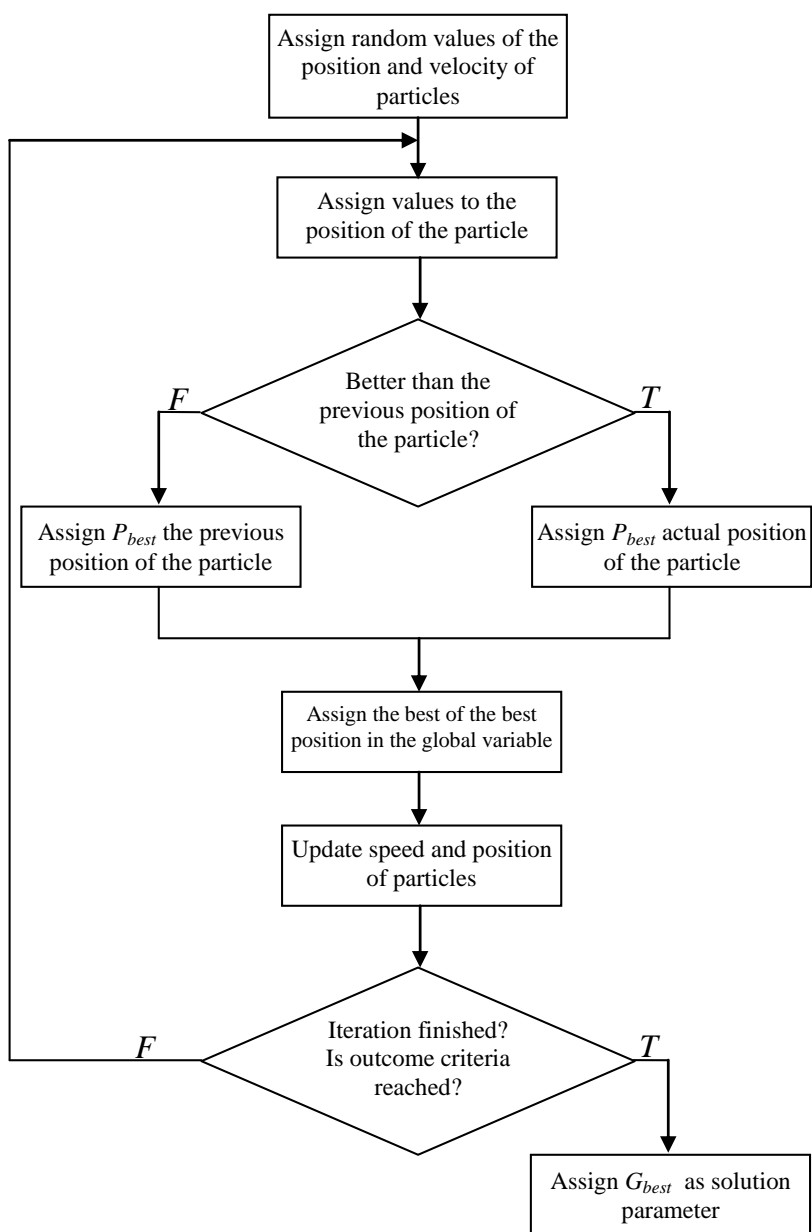 Assign random values of the
position and velocity of
particles
Assign values to the
position of the particle
Better than the
previous position of
the particle?
F
T
Assign P_best the previous
position of the particle
Assign P_best actual position
of the particle
Assign the best of the best
position in the global variable
Update speed and position
of particles
Iteration finished?
Is outcome criteria
reached?
F
T
Assign G_best as solution
parameter